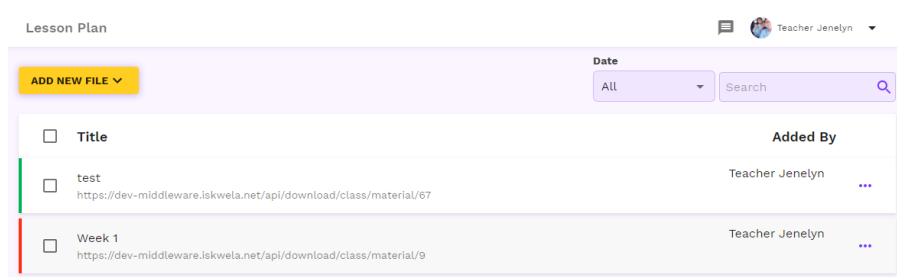 Lesson Plan
Teacher Jenelyn
Date
ADD NEW FILE
All
Search
Title
Added By
test
Teacher Jenelyn
https://dev-middleware.iskwela.net/api/download/class/material/67
Week 1
Teacher Jenelyn
https://dev-middleware.iskwela.net/api/download/class/material/9